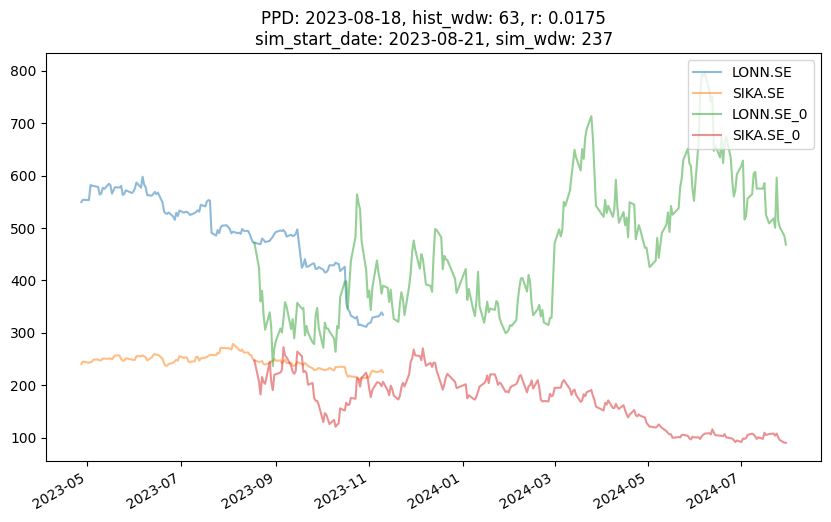 PPD: 2023-08-18, hist_wdw: 63, r: 0.0175
sim_start_date: 2023-08-21, sim_wdw: 237
LONN.SE
SIKA.SE
LONN.SE_0
SIKA.SE_0
800
700
600
500
400
300
200
100
2023-05
2023-07
2023-09
2023-11
2024-01
2024-03
2024-05
2024-07